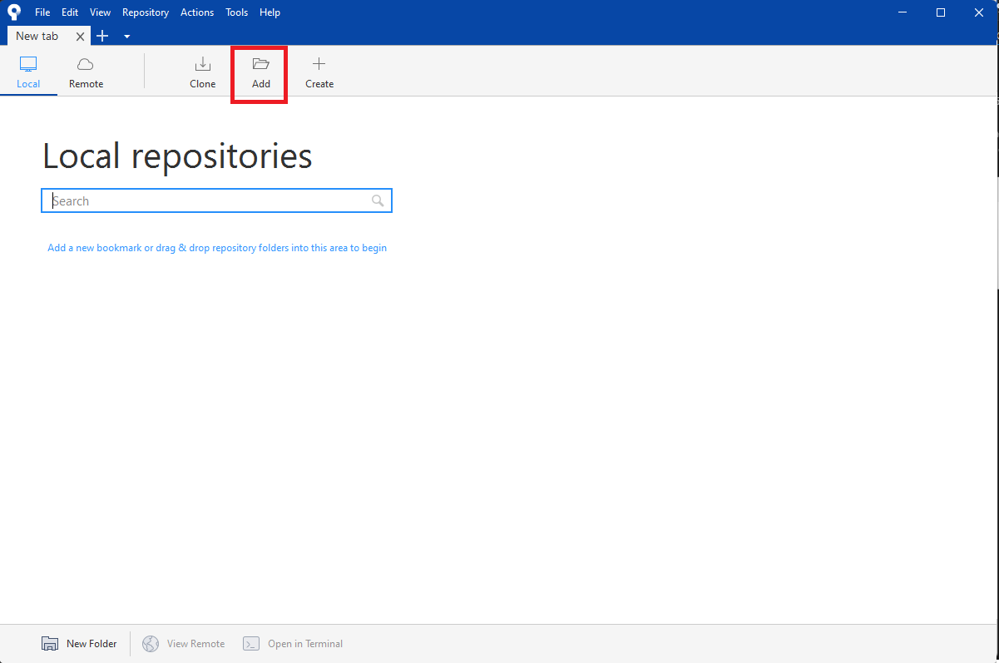 File Edit View Repository Actions Tools Help
New tab
Local Remote Clone Add Create
Local repositories
Search
Add a new bookmark or drag & drop repository folders into this area to begin
New Folder View Remote Open in Terminal